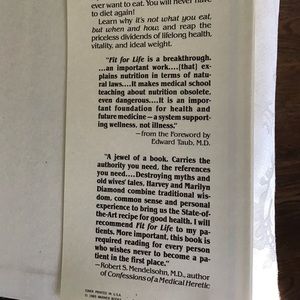 ever want to eat. You will never have
to diet again!
Learn why it's not what you eat,
but when and how, and reap the
priceless dividends of lifelong health,
vitality, and ideal weight.
"Fit for Life is a breakthrough.
...an important work....[that] ex-
plains nutrition in terms of natu-
ral laws....It makes medical school
teaching about nutrition obsolete,
even dangerous....It is an impor-
tant foundation for health and
future medicine—a system support-
ing wellness, not illness."
—from the Foreword by
Edward Taub, M.D.
"A jewel of a book. Carries the
authority you need, the references
you need....Destroying myths and
old wives' tales, Harvey and Marilyn
Diamond combine traditional wis-
dom, common sense and personal
experience to bring us the State-of-
the-Art recipe for good health. I will
recommend Fit for Life to my pa-
tients. More important, this book is
required reading for every person
who wishes never to become a pa-
tient in the first place."
—Robert S. Mendelsohn, M.D., author
of Confessions of a Medical Heretic
PRINTED IN U.S.A.
© 1985 WARNER BOOKS